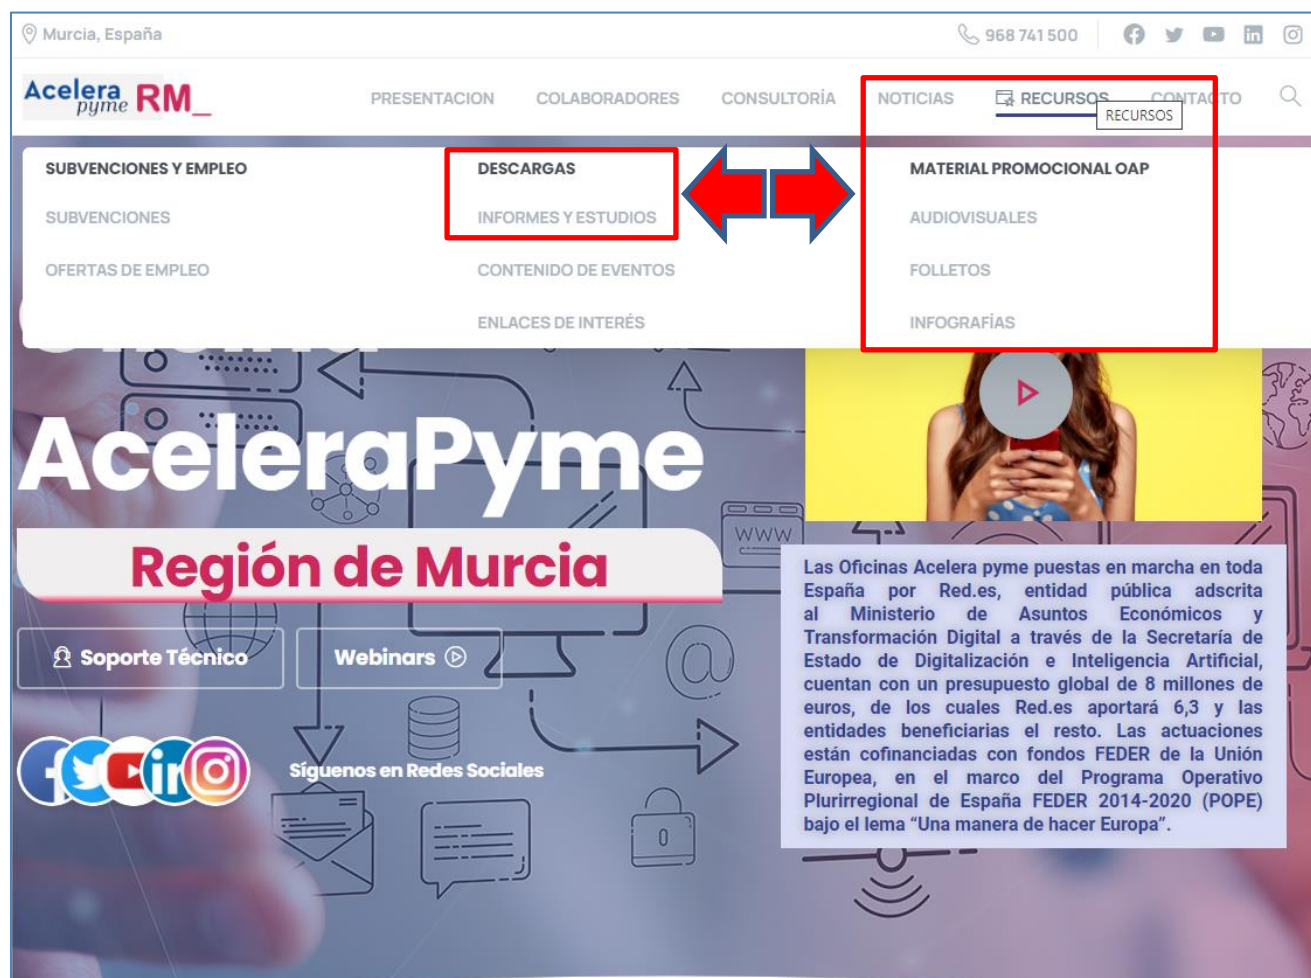 Murcia, España
968 741 500
Acelera
pyme RM_
PRESENTACION
COLABORADORES
CONSULTORÍA
NOTICIAS
RECURSOS
CONTACTO
RECURSOS
SUBVENCIONES Y EMPLEO
SUBVENCIONES
OFERTAS DE EMPLEO
DESCARGAS
INFORMES Y ESTUDIOS
CONTENIDO DE EVENTOS
ENLACES DE INTERÉS
MATERIAL PROMOCIONAL OAP
AUDIOVISUALES
FOLLETOS
INFOGRAFÍAS
AceleraPyme
Región de Murcia
Soporte Técnico
Webinars
Síguenos en Redes Sociales
WWW
Las Oficinas Acelera pyme puestas en marcha en toda
España por Red.es, entidad pública adscrita
al Ministerio de Asuntos Económicos y
Transformación Digital a través de la Secretaría de
Estado de Digitalización e Inteligencia Artificial,
cuentan con un presupuesto global de 8 millones de
euros, de los cuales Red.es aportará 6,3 y las
entidades beneficiarias el resto. Las actuaciones
están cofinanciadas con fondos FEDER de la Unión
Europea, en el marco del Programa Operativo
Plurirregional de España FEDER 2014-2020 (POPE)
bajo el lema “Una manera de hacer Europa”.